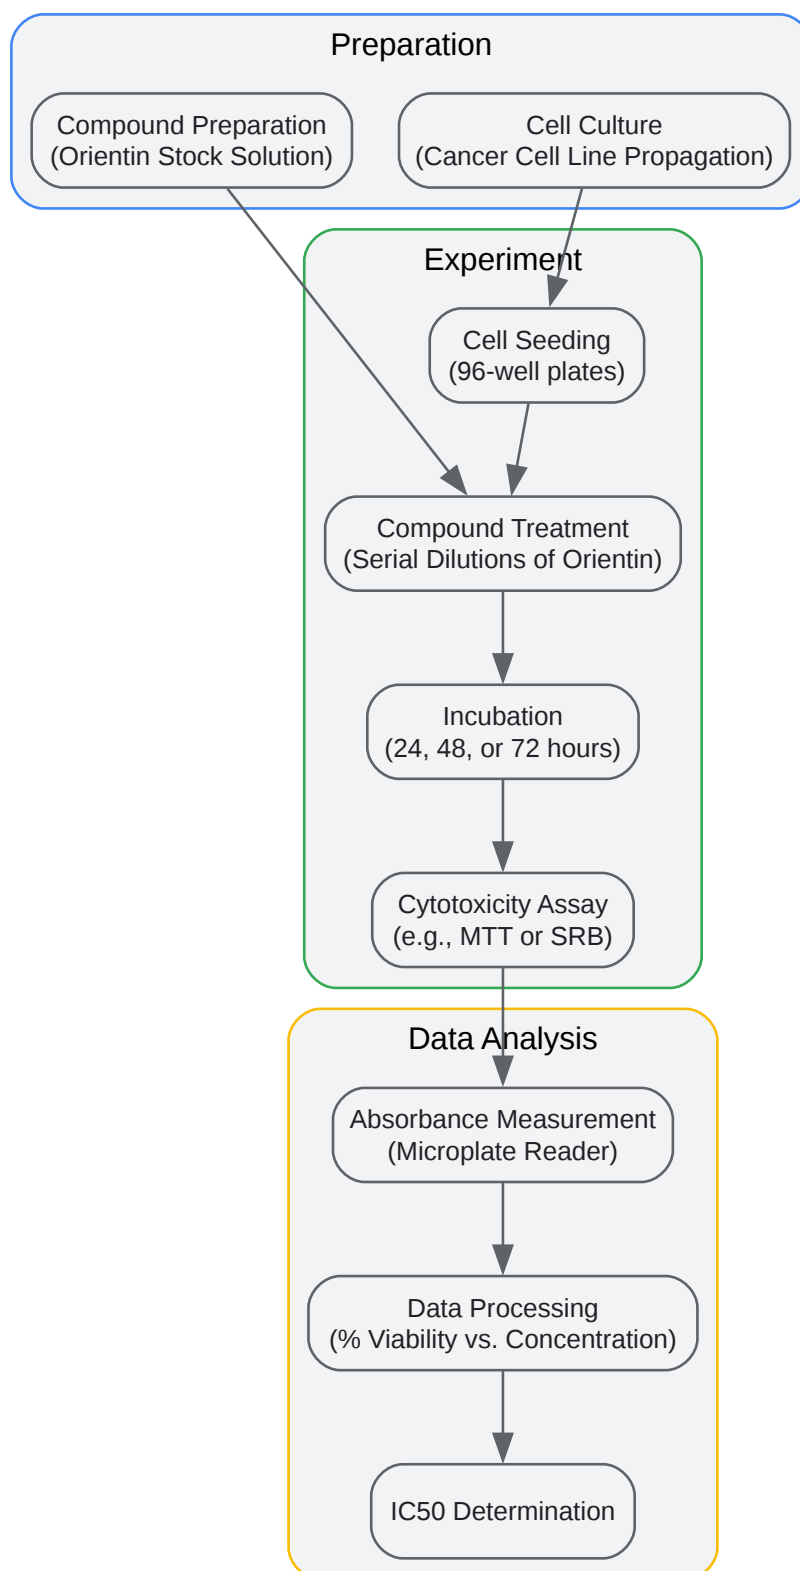 Preparation
Compound Preparation
(Orientin Stock Solution)
Cell Culture
(Cancer Cell Line Propagation)
Experiment
Cell Seeding
(96-well plates)
Compound Treatment
(Serial Dilutions of Orientin)
Incubation
(24, 48, or 72 hours)
Cytotoxicity Assay
(e.g., MTT or SRB)
Data Analysis
Absorbance Measurement
(Microplate Reader)
Data Processing
(% Viability vs. Concentration)
IC50 Determination